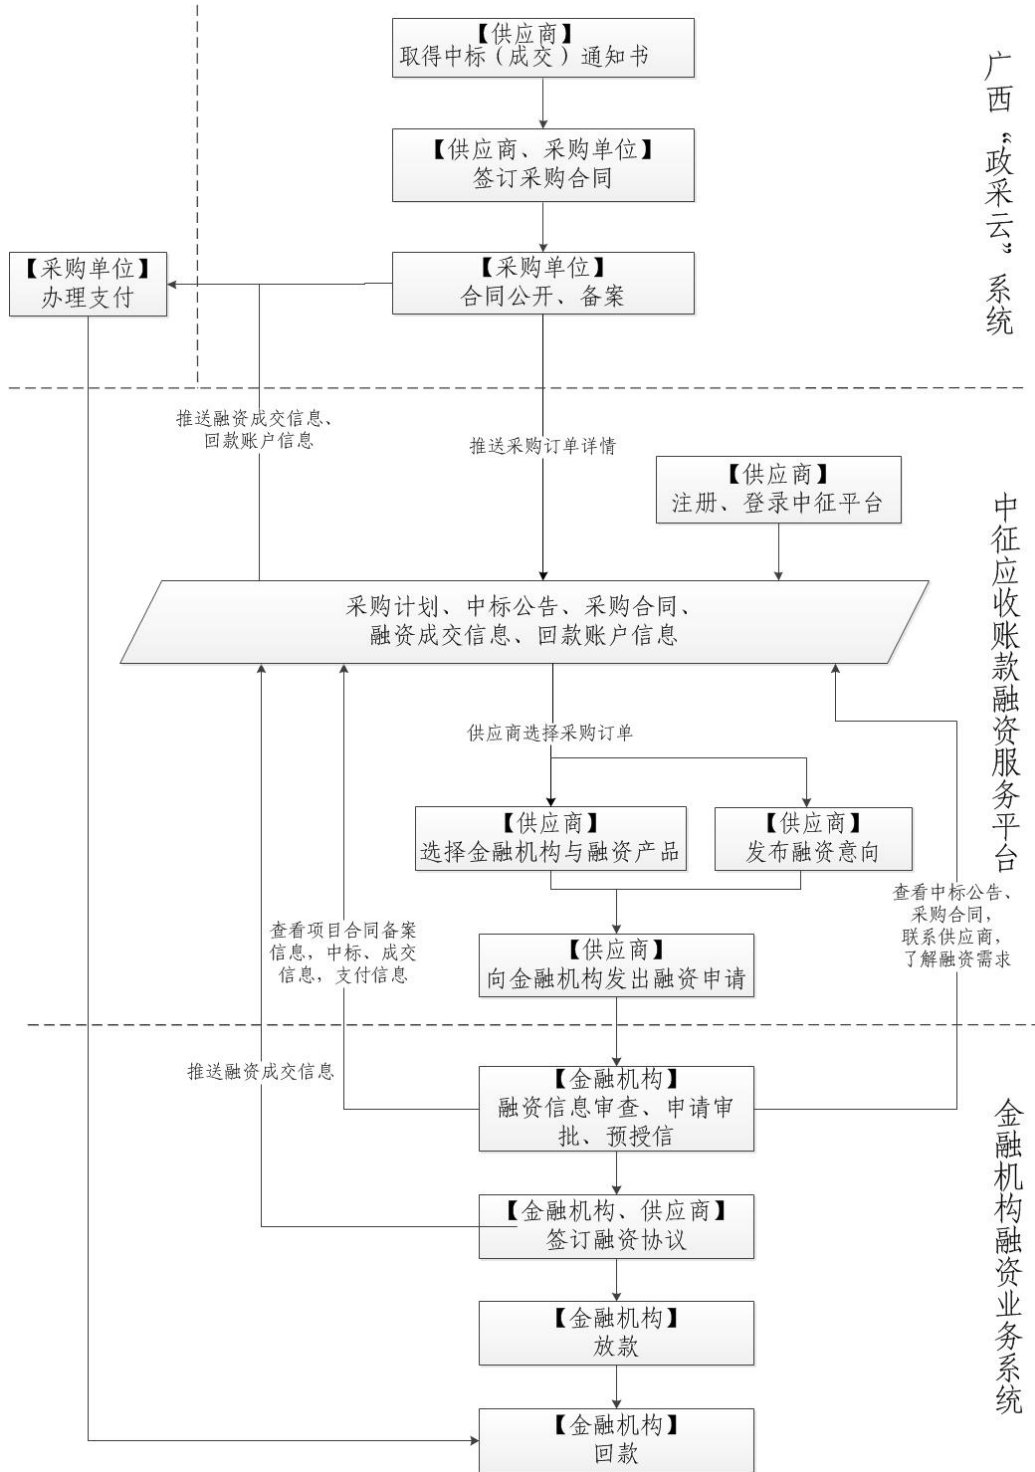 【供应商】
取得中标（成交）通知书
广西“政采云”系统
【供应商、采购单位】
签订采购合同
【采购单位】
办理支付
【采购单位】
合同公开、备案
推送融资成交信息、
回款账户信息
推送采购订单详情
【供应商】
注册、登录中征平台
中征应收账款融资服务平台
采购计划、中标公告、采购合同、
融资成交信息、回款账户信息
供应商选择采购订单
【供应商】
选择金融机构与融资产品
【供应商】
发布融资意向
查看中标公告、
采购合同，
联系供应商，
了解融资需求
查看项目合同备案
信息，中标、成交
信息，支付信息
【供应商】
向金融机构发出融资申请
推送融资成交信息
【金融机构】
融资信息审查、申请审
批、预授信
金融机构融资业务系统
【金融机构、供应商】
签订融资协议
【金融机构】
放款
【金融机构】
回款